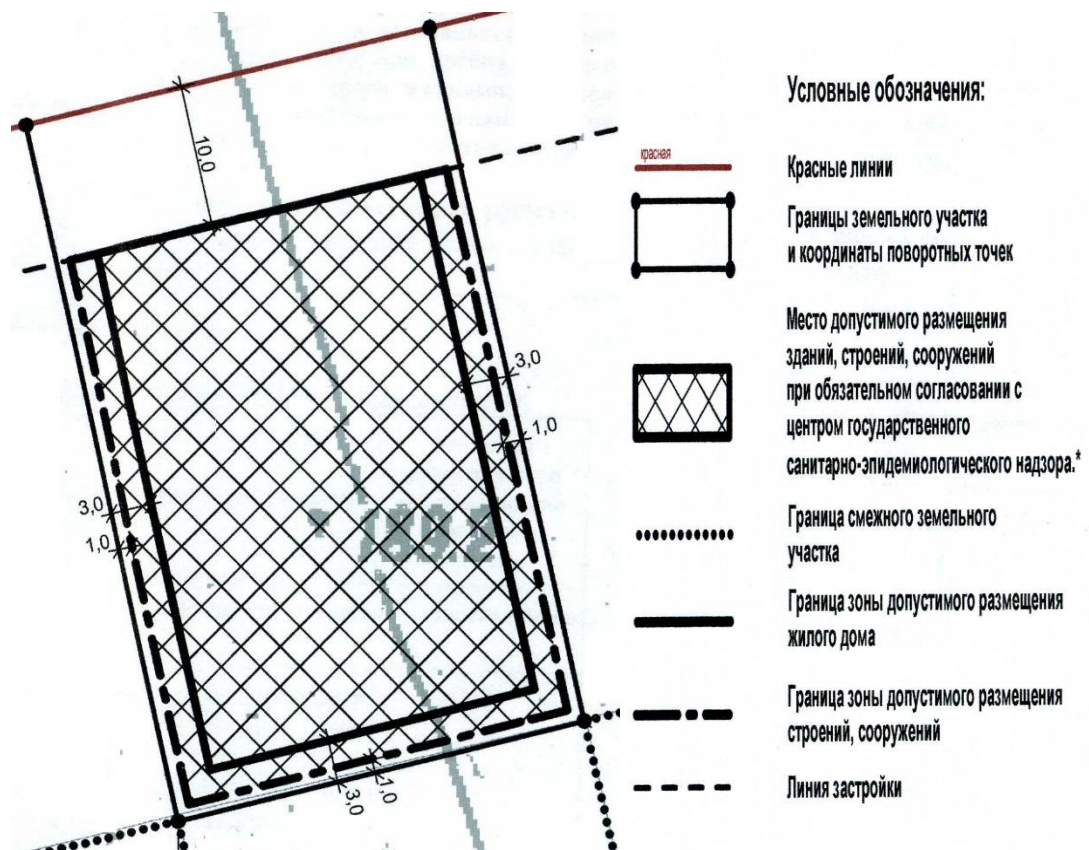 10,0
3,0
1,0
3,0
1,0
3,0
1,0
Условные обозначения:
красная
Красные линии
Границы земельного участка
и координаты поворотных точек
Место допустимого размещения
зданий, строений, сооружений
при обязательном согласовании с
центром государственного
санитарно-эпидемиологического надзора.*
Граница смежного земельного
участка
Граница зоны допустимого размещения
жилого дома
Граница зоны допустимого размещения
строений, сооружений
Линия застройки